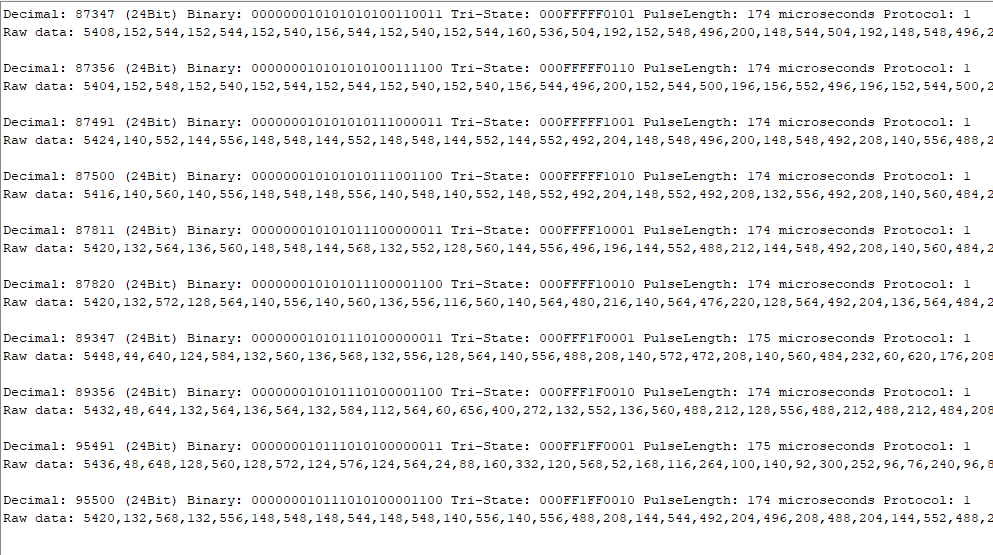 Decimal: 87347 (24Bit) Binary: 000000010101010100110011 Tri-State: 000FFFFF0101 PulseLength: 174 microseconds Protocol: 1
Raw data: 5408,152,544,152,544,152,540,156,544,152,540,152,544,160,536,504,192,152,548,496,200,148,544,504,192,148,548,496,2
Decimal: 87356 (24Bit) Binary: 000000010101010100111100 Tri-State: 000FFFFF0110 PulseLength: 174 microseconds Protocol: 1
Raw data: 5404,152,548,152,540,152,544,152,544,152,540,152,540,156,544,496,200,152,544,500,196,156,552,496,196,152,544,500,2
Decimal: 87491 (24Bit) Binary: 000000010101010111000011 Tri-State: 000FFFFF1001 PulseLength: 174 microseconds Protocol: 1
Raw data: 5424,140,552,144,556,148,548,144,552,148,548,144,552,144,552,492,204,148,548,496,200,148,548,492,208,140,556,488,2
Decimal: 87500 (24Bit) Binary: 000000010101010111001100 Tri-State: 000FFFFF1010 PulseLength: 174 microseconds Protocol: 1
Raw data: 5416,140,560,140,556,148,548,148,556,140,548,140,552,148,552,492,204,148,552,492,208,132,556,492,208,140,560,484,2
Decimal: 87811 (24Bit) Binary: 000000010101011100000011 Tri-State: 000FFFF10001 PulseLength: 174 microseconds Protocol: 1
Raw data: 5420,132,564,136,560,148,548,144,568,132,552,128,560,144,556,496,196,144,552,488,212,144,548,492,208,140,560,484,2
Decimal: 87820 (24Bit) Binary: 000000010101011100001100 Tri-State: 000FFFF10010 PulseLength: 174 microseconds Protocol: 1
Raw data: 5420,132,572,128,564,140,556,140,560,136,556,116,560,140,564,480,216,140,564,476,220,128,564,492,204,136,564,484,2
Decimal: 89347 (24Bit) Binary: 000000010101110100000011 Tri-State: 000FFF1F0001 PulseLength: 175 microseconds Protocol: 1
Raw data: 5448,44,640,124,584,132,560,136,568,132,556,128,564,140,556,488,208,140,572,472,208,140,560,484,232,60,620,176,208
Decimal: 89356 (24Bit) Binary: 000000010101110100001100 Tri-State: 000FFF1F0010 PulseLength: 174 microseconds Protocol: 1
Raw data: 5432,48,644,132,564,136,564,132,584,112,564,60,656,400,272,132,552,136,560,488,212,128,556,488,212,488,212,484,208
Decimal: 95491 (24Bit) Binary: 000000010111010100000011 Tri-State: 000FF1FF0001 PulseLength: 175 microseconds Protocol: 1
Raw data: 5436,48,648,128,560,128,572,124,576,124,564,24,88,160,332,120,568,52,168,116,264,100,140,92,300,252,96,76,240,96,8
Decimal: 95500 (24Bit) Binary: 000000010111010100001100 Tri-State: 000FF1FF0010 PulseLength: 174 microseconds Protocol: 1
Raw data: 5420,132,568,132,556,148,548,148,544,148,548,140,556,140,556,488,208,144,544,492,204,496,208,488,204,144,552,488,2